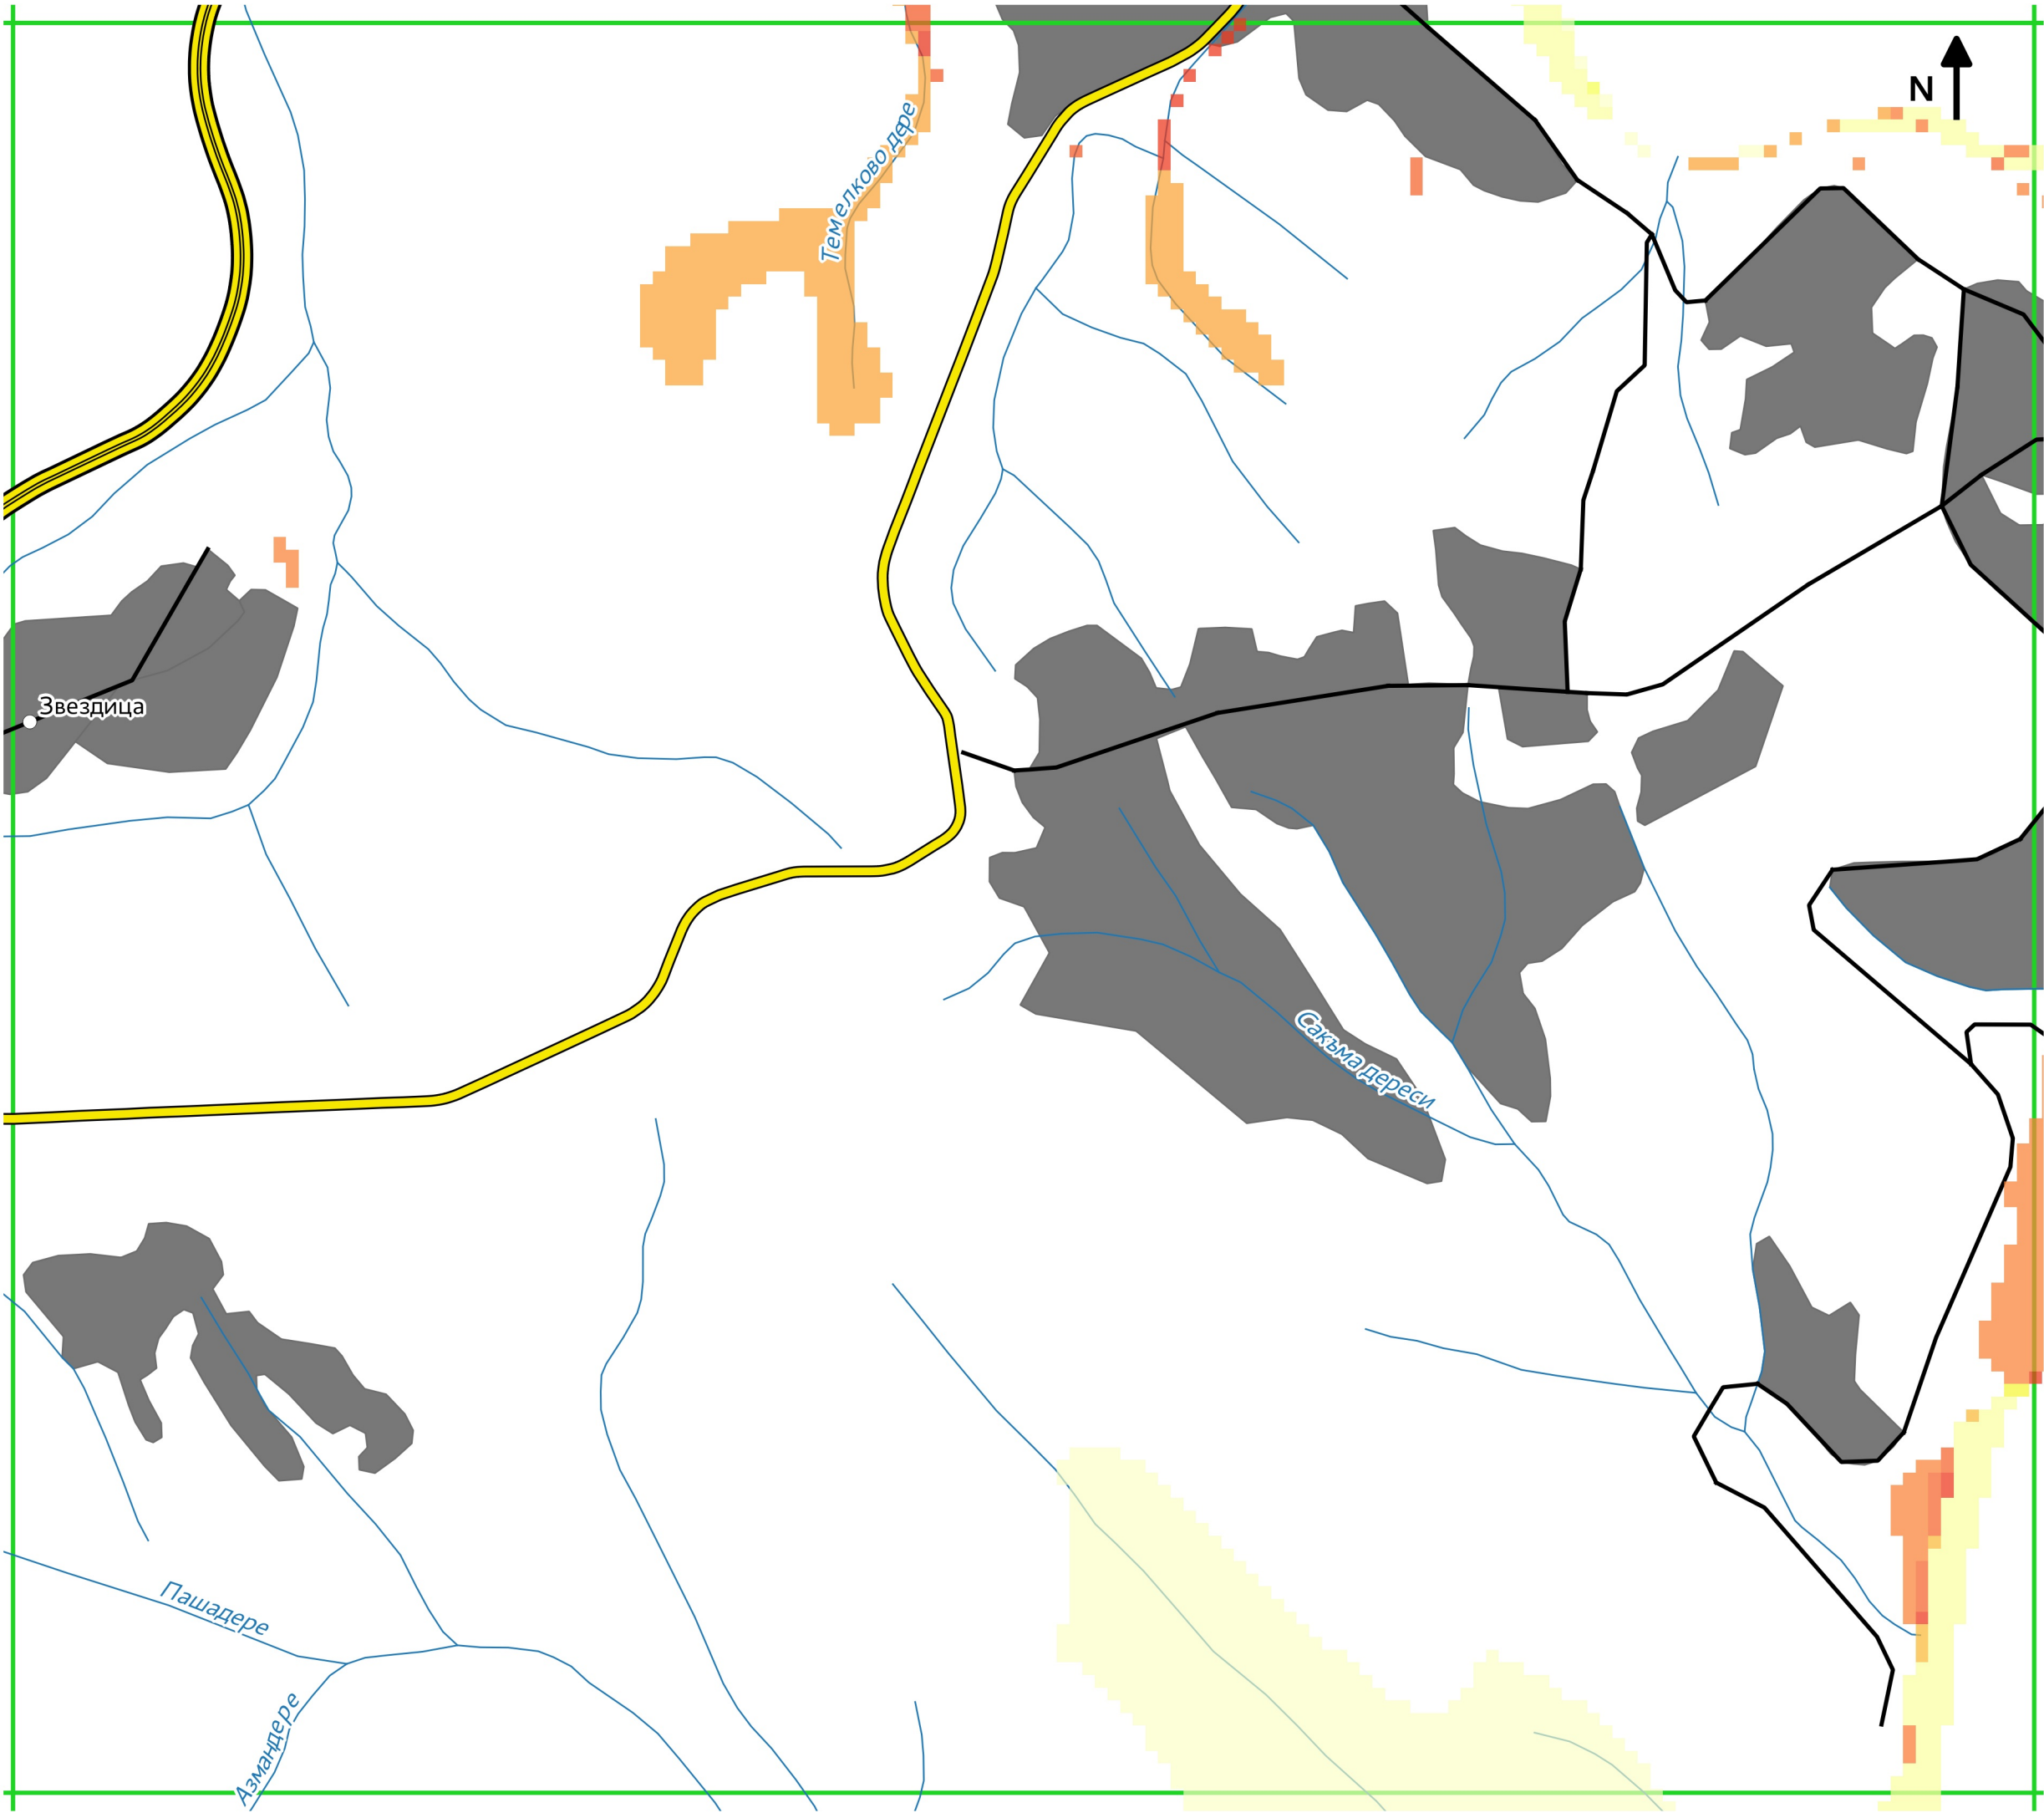 N
Темелково дере
Звездица
Сакъма дереси
Пашадере
Азмандере